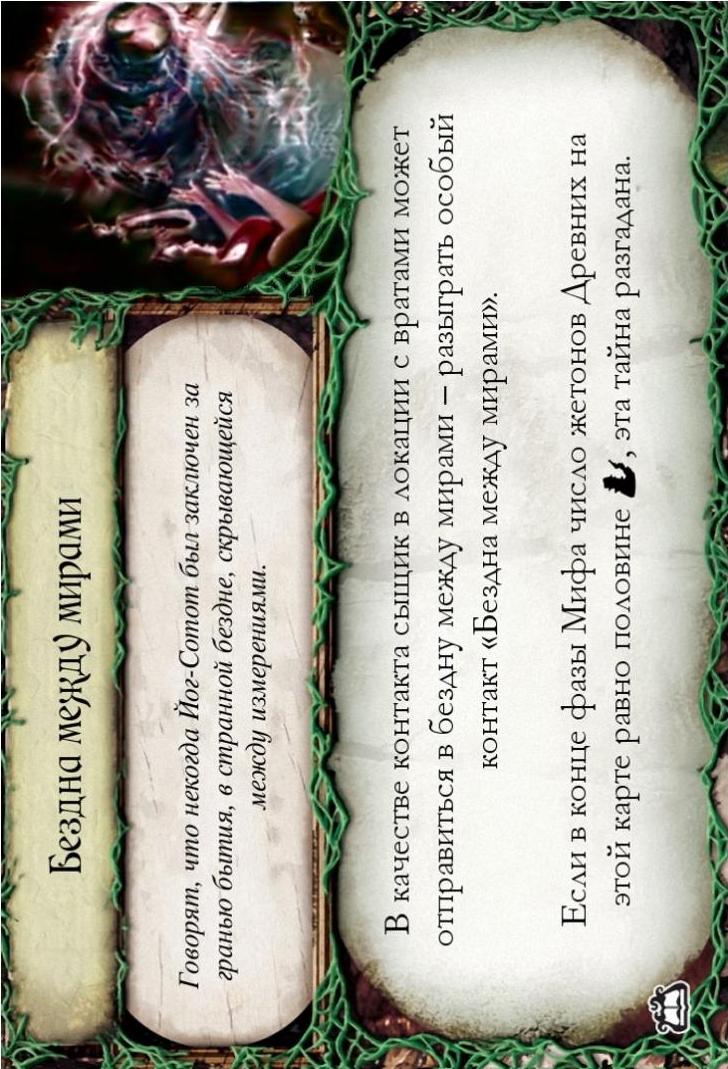 Бездна между мирами
Говорят, что некогда Йог-Сотот был заключен за
гранью бытия, в странной бездне, скрывающейся
между измерениями.
В качестве контакта сыщик в локации с вратами может
отправиться в бездну между мирами – разыграть особый
контакт «Бездна между мирами».
Если в конце фазы Мифа число жетонов Древних на
этой карте равно половине , эта тайна разгадана.